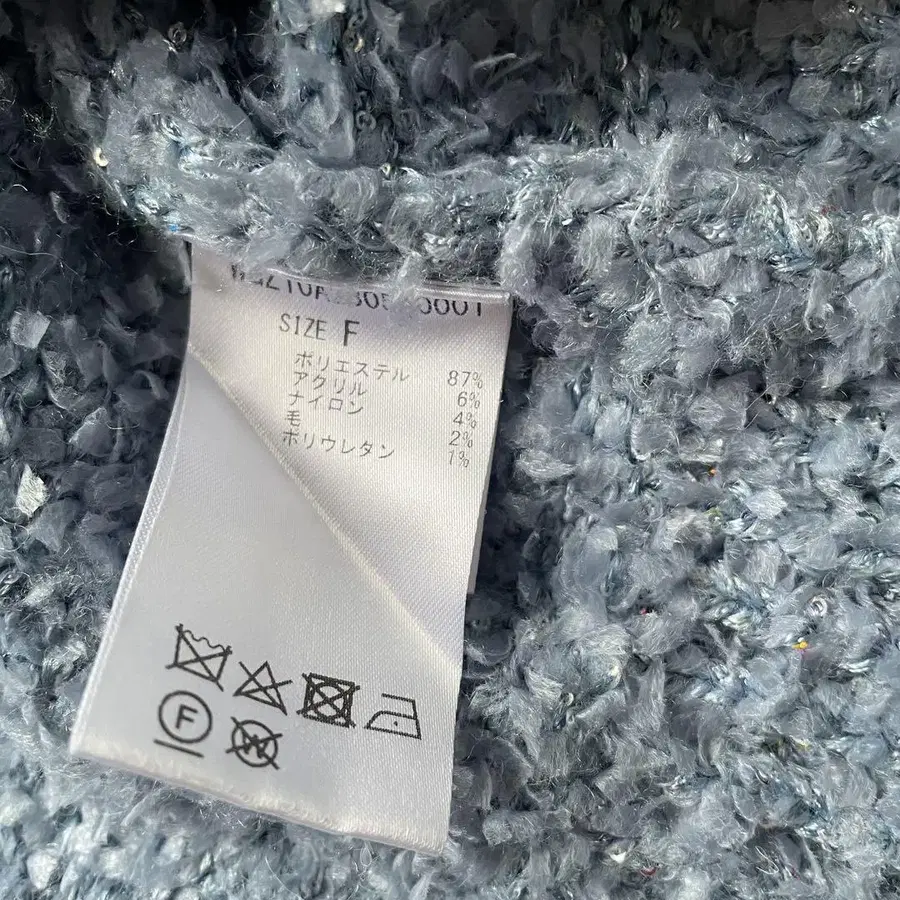 SIZE F
ポリエステル 87%
アクリル 6%
ナイロン 4%
毛 2%
ポリウレタン 1%
F
W